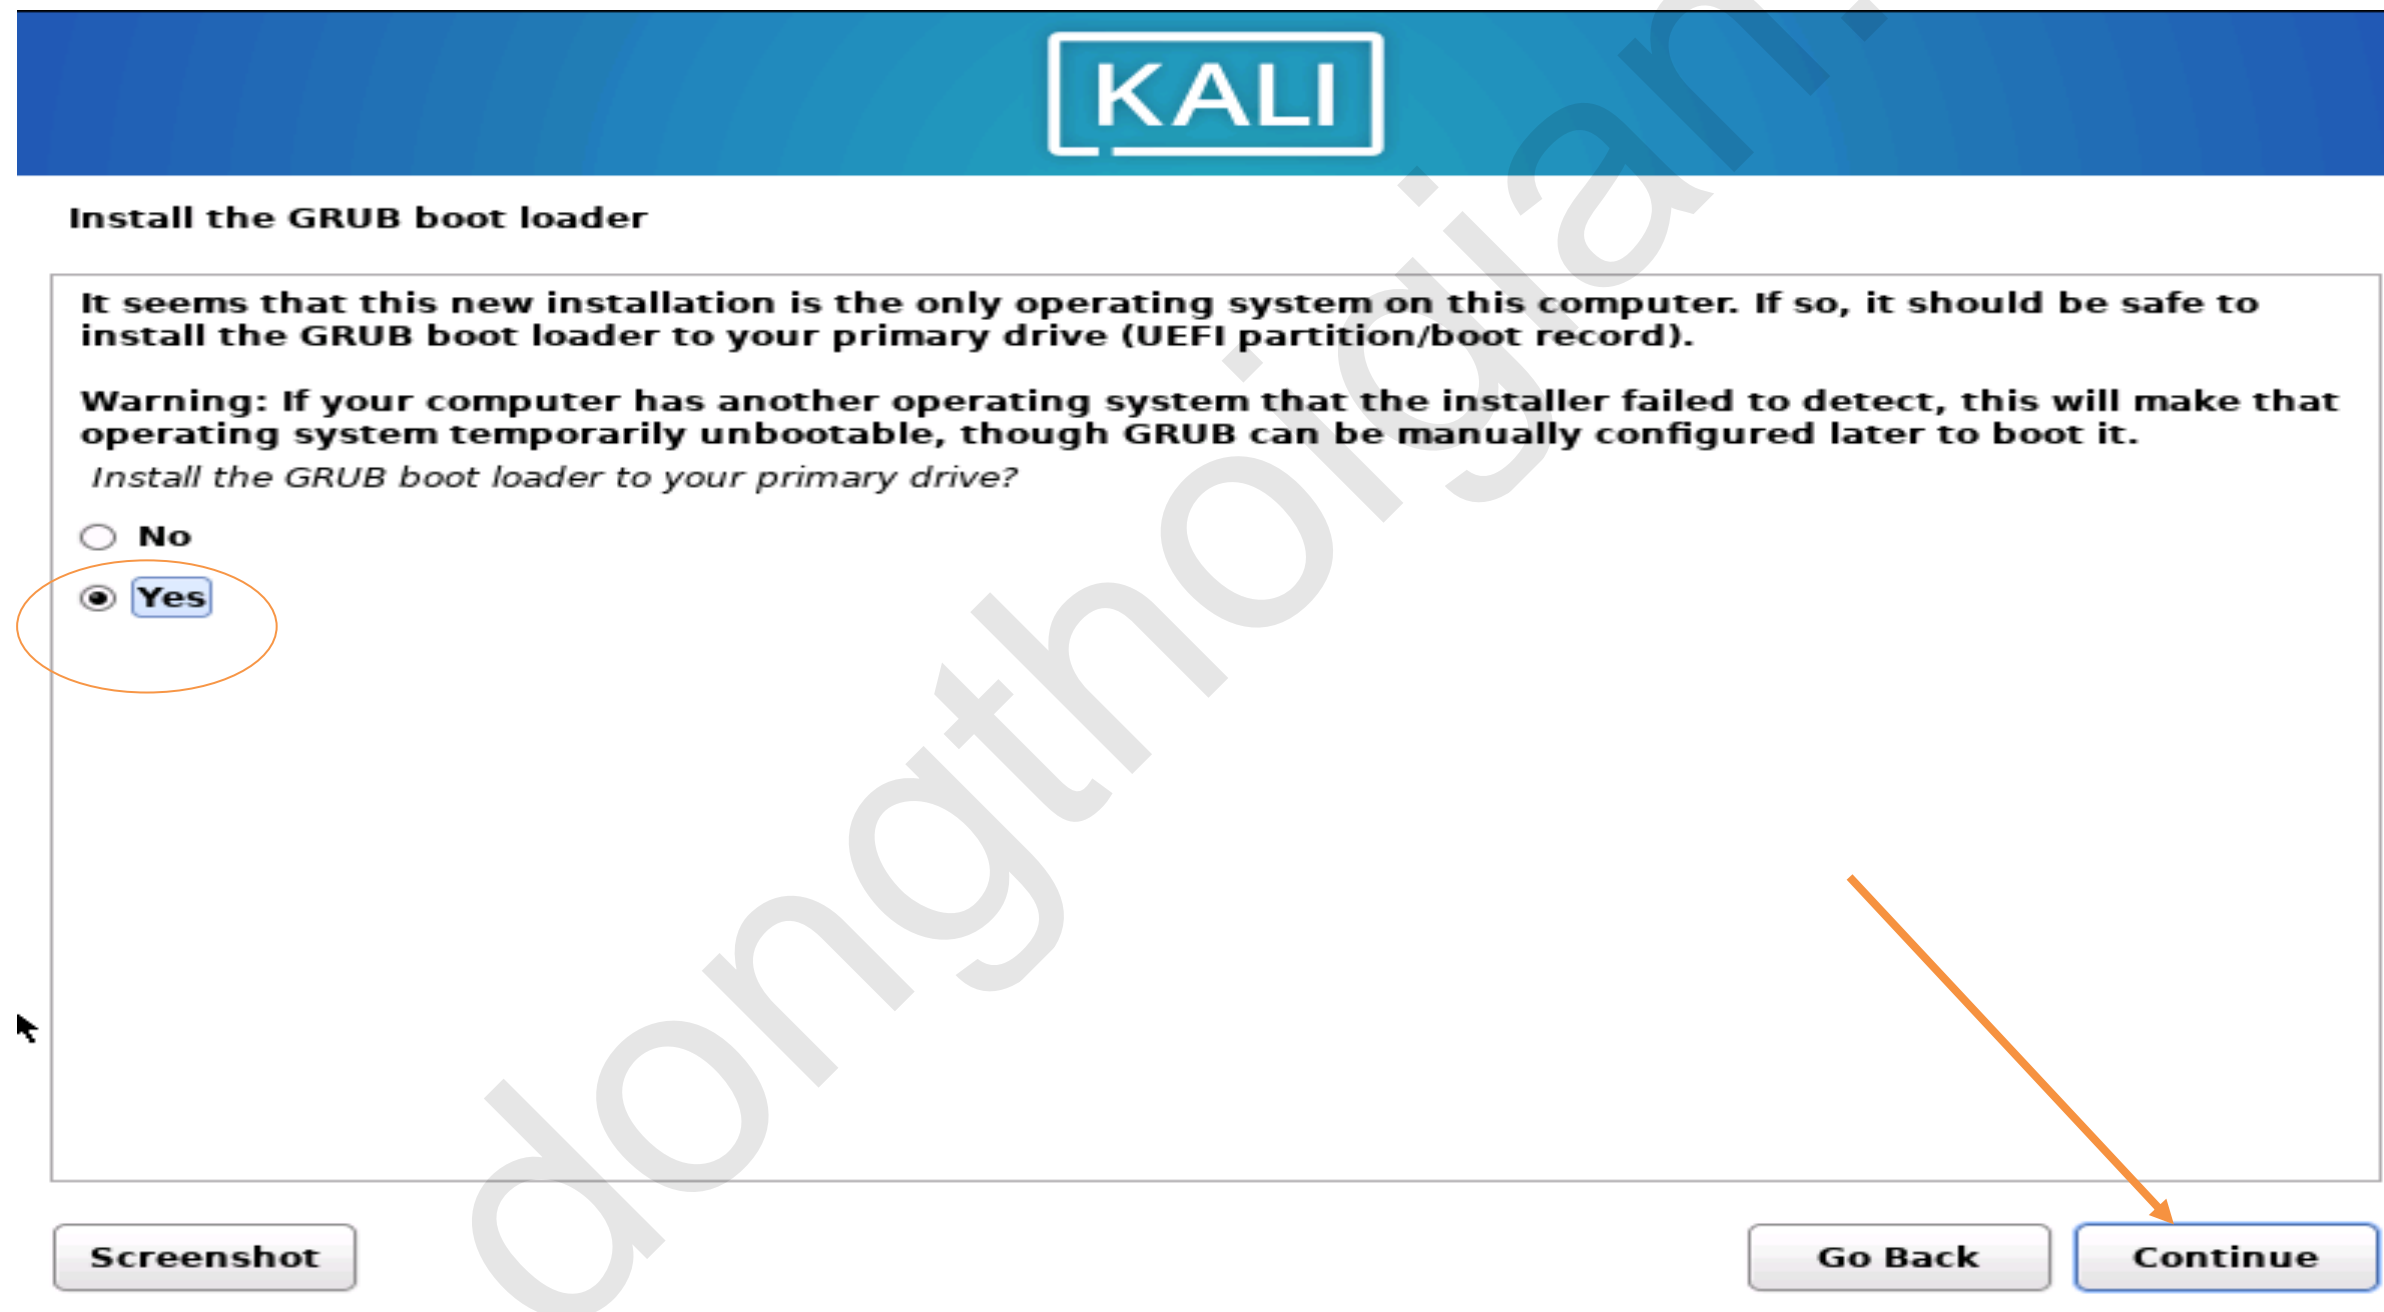 KALI
Install the GRUB boot loader
It seems that this new installation is the only operating system on this computer. If so, it should be safe to
install the GRUB boot loader to your primary drive (UEFI partition/boot record).
Warning: If your computer has another operating system that the installer failed to detect, this will make that
operating system temporarily unbootable, though GRUB can be manually configured later to boot it.
Install the GRUB boot loader to your primary drive?
No
Yes
dongthoigian.
Screenshot
Go Back
Continue